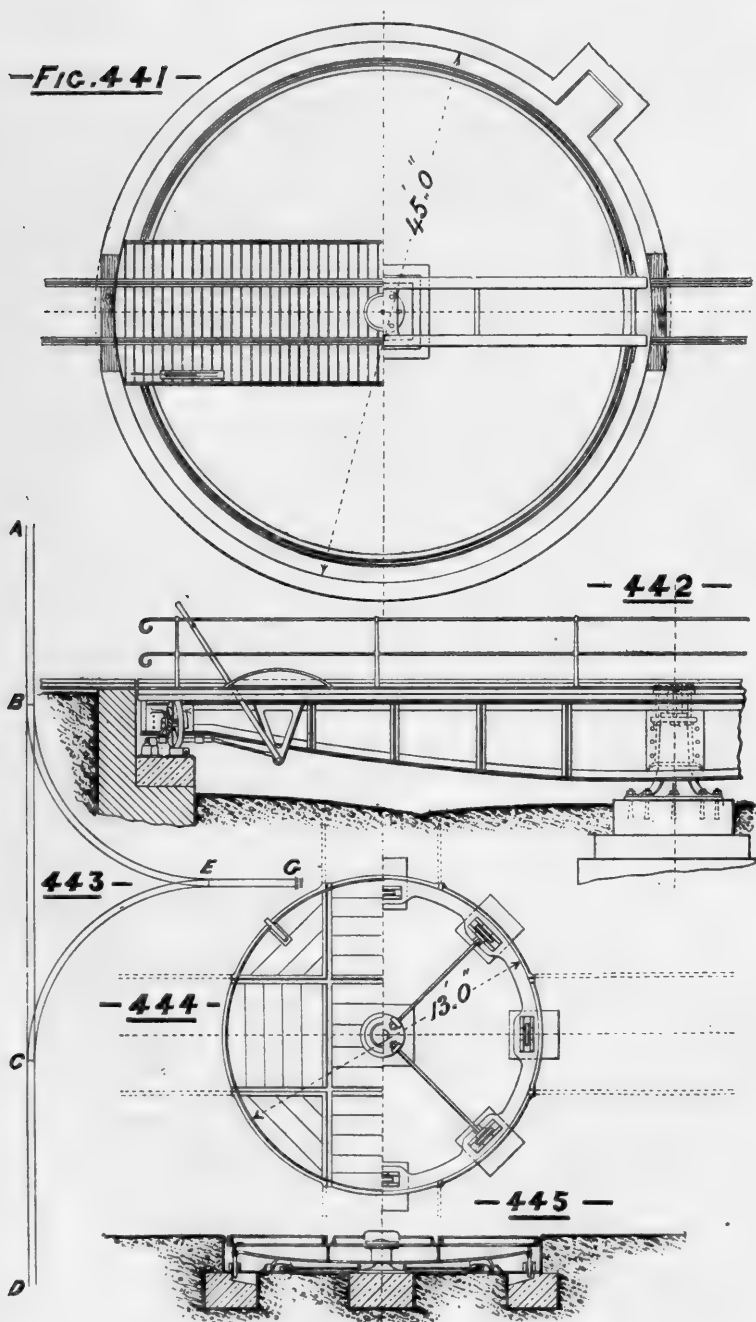 —FIG. 441—
45.'0."
A
— 442 —
B
443 —
E G
— 444 —
13.'0."
C
— 445 —
D